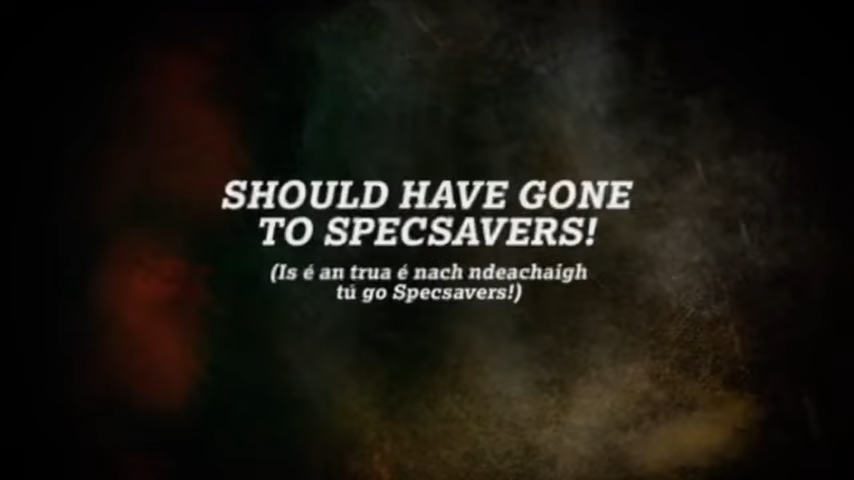 SHOULD HAVE GONE
TO SPECSAVERS!
(Is é an trua é nach ndeachaigh
tú go Specsavers!)